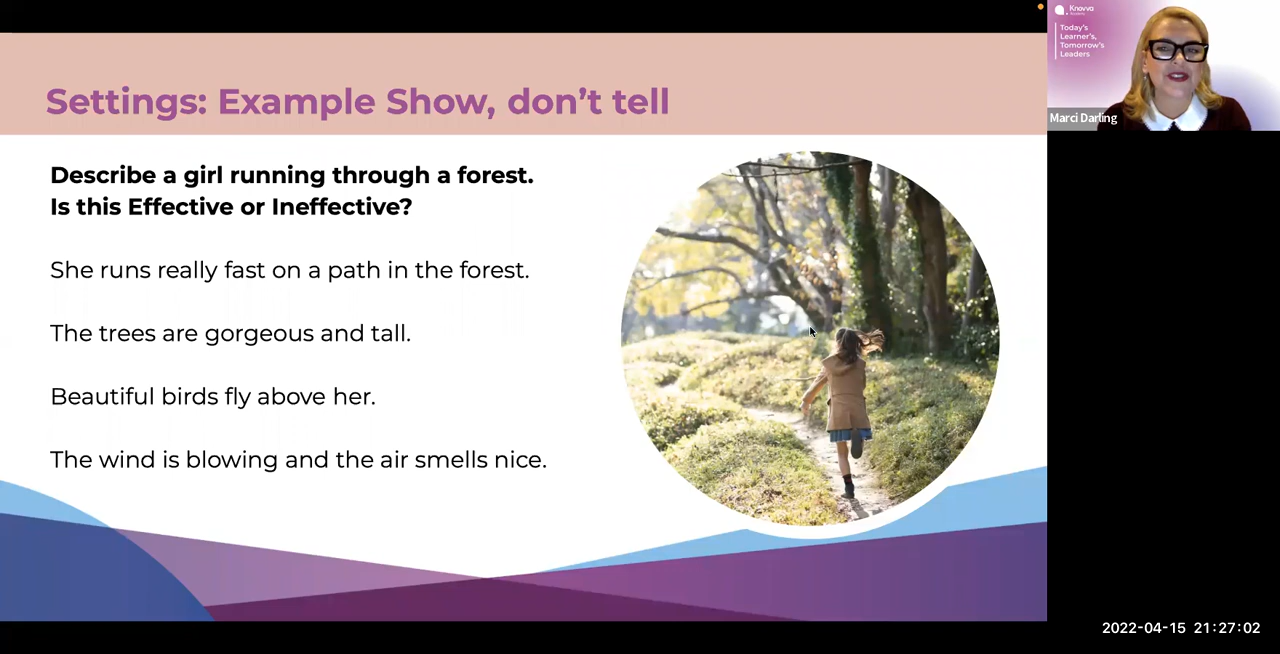 Settings: Example Show, don’t tell
Describe a girl running through a forest.
Is this Effective or Ineffective?
She runs really fast on a path in the forest.
The trees are gorgeous and tall.
Beautiful birds fly above her.
The wind is blowing and the air smells nice.
Knovva
Academy
Today's
Learner's,
Tomorrow's
Leaders
Marci Darling
2022-04-15 21:27:02